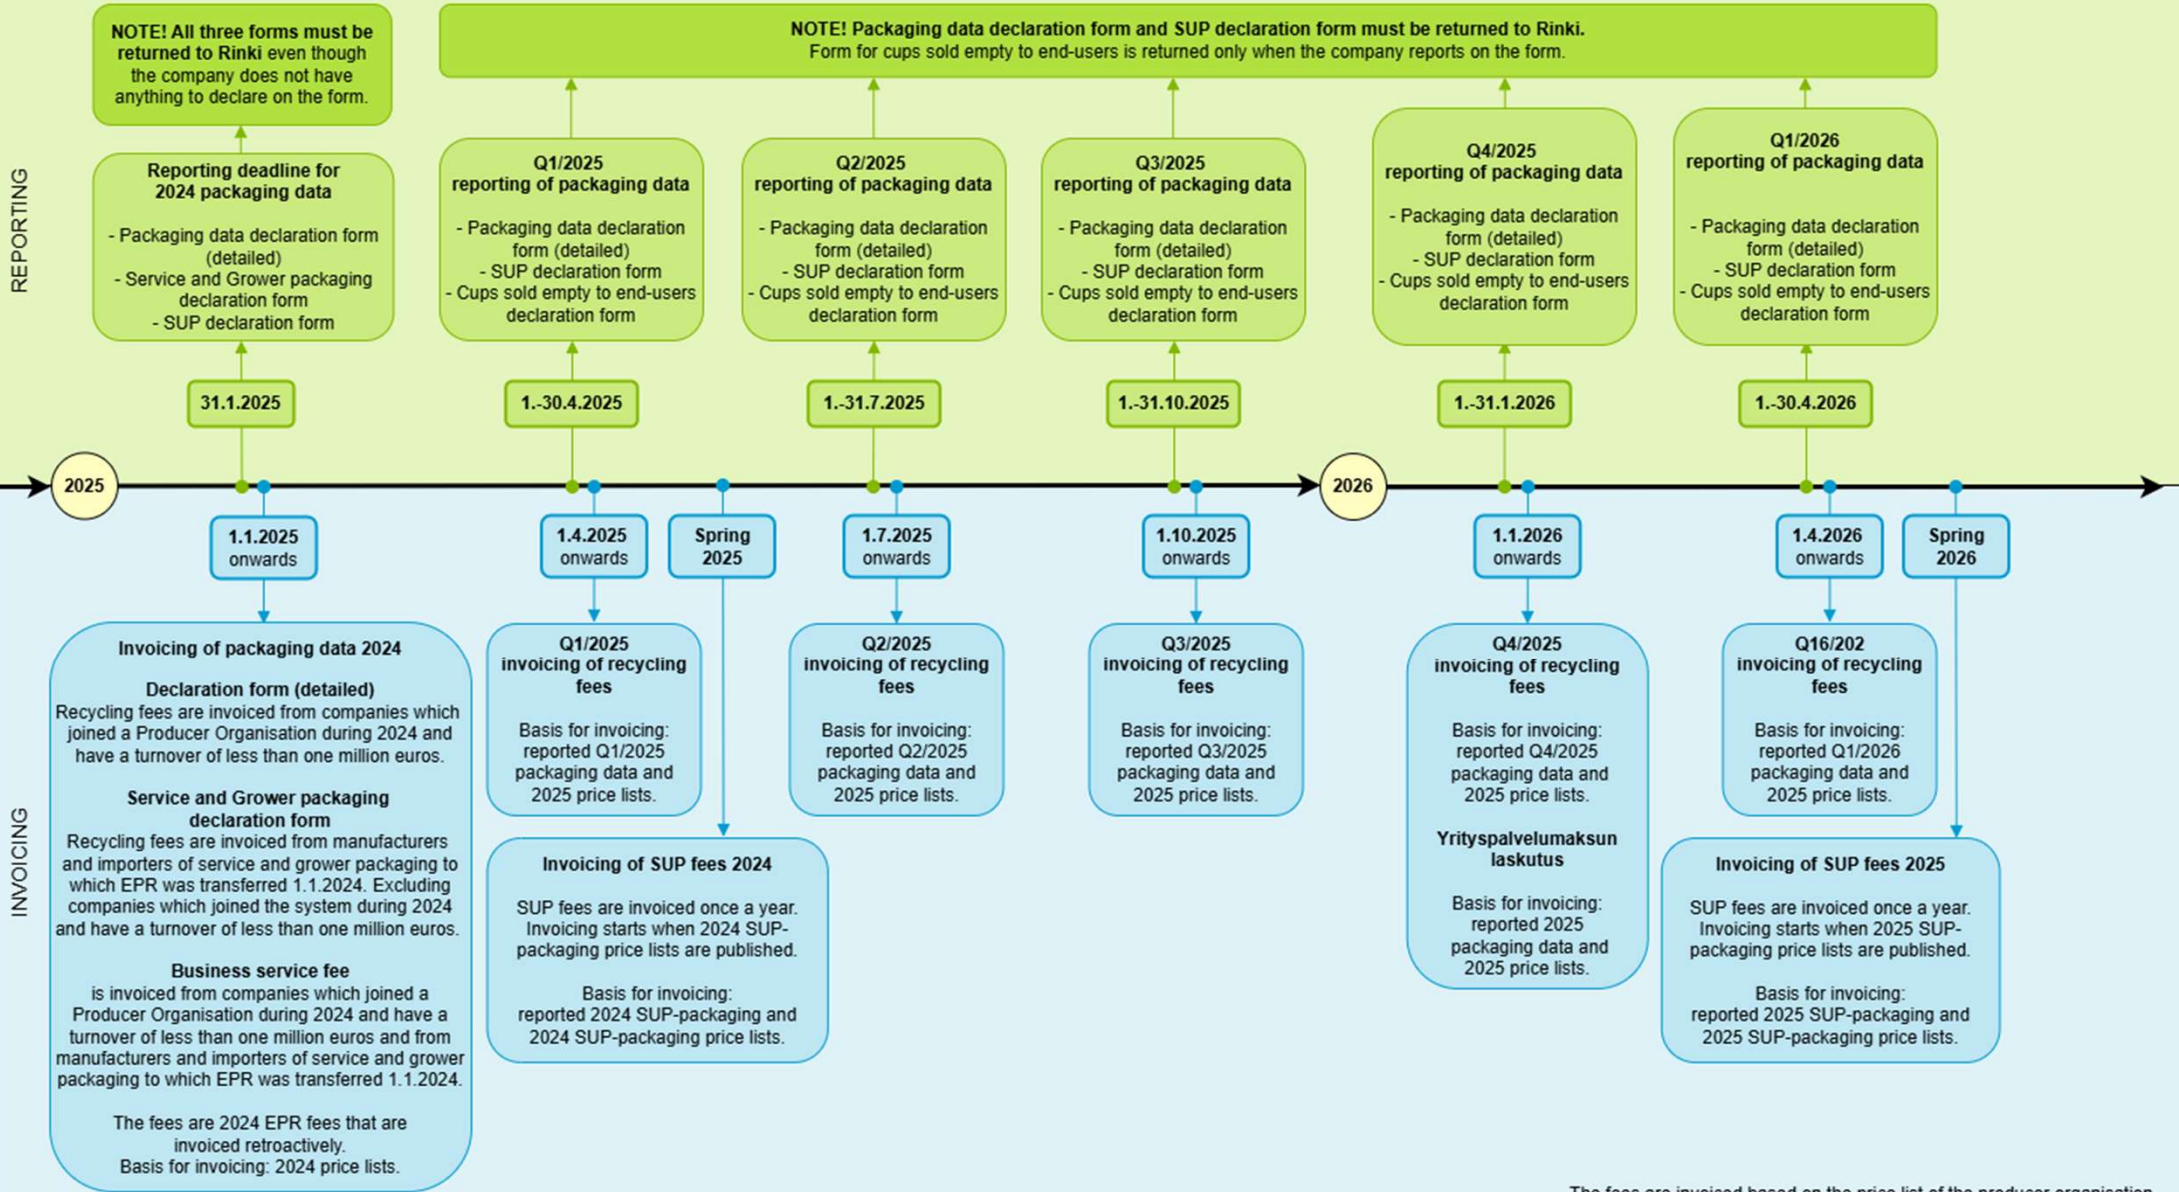 NOTE! All three forms must be
returned to Rinki even though
the company does not have
anything to declare on the form.
NOTE! Packaging data declaration form and SUP declaration form must be returned to Rinki.
Form for cups sold empty to end-users is returned only when the company reports on the form.
REPORTING
Reporting deadline for
2024 packaging data
- Packaging data declaration form
(detailed)
- Service and Grower packaging
declaration form
- SUP declaration form
Q1/2025
reporting of packaging data
- Packaging data declaration
form (detailed)
- SUP declaration form
- Cups sold empty to end-users
declaration form
Q2/2025
reporting of packaging data
- Packaging data declaration
form (detailed)
- SUP declaration form
- Cups sold empty to end-users
declaration form
Q3/2025
reporting of packaging data
- Packaging data declaration
form (detailed)
- SUP declaration form
- Cups sold empty to end-users
declaration form
Q4/2025
reporting of packaging data
- Packaging data declaration
form (detailed)
- SUP declaration form
- Cups sold empty to end-users
declaration form
Q1/2026
reporting of packaging data
- Packaging data declaration
form (detailed)
- SUP declaration form
- Cups sold empty to end-users
declaration form
31.1.2025
1.-30.4.2025
1.-31.7.2025
1.-31.10.2025
1.-31.1.2026
1.-30.4.2026
2025
2026
INVOICING
1.1.2025
onwards
1.4.2025
onwards
Spring
2025
1.7.2025
onwards
1.10.2025
onwards
1.1.2026
onwards
1.4.2026
onwards
Spring
2026
Invoicing of packaging data 2024
Declaration form (detailed)
Recycling fees are invoiced from companies which
joined a Producer Organisation during 2024 and
have a turnover of less than one million euros.
Service and Grower packaging
declaration form
Recycling fees are invoiced from manufacturers
and importers of service and grower packaging to
which EPR was transferred 1.1.2024. Excluding
companies which joined the system during 2024
and have a turnover of less than one million euros.
Business service fee
is invoiced from companies which joined a
Producer Organisation during 2024 and have a
turnover of less than one million euros and from
manufacturers and importers of service and grower
packaging to which EPR was transferred 1.1.2024.
The fees are 2024 EPR fees that are
invoiced retroactively.
Basis for invoicing: 2024 price lists.
Q1/2025
invoicing of recycling
fees
Basis for invoicing:
reported Q1/2025
packaging data and
2025 price lists.
Invoicing of SUP fees 2024
SUP fees are invoiced once a year.
Invoicing starts when 2024 SUP-
packaging price lists are published.
Basis for invoicing:
reported 2024 SUP-packaging and
2024 SUP-packaging price lists.
Q2/2025
invoicing of recycling
fees
Basis for invoicing:
reported Q2/2025
packaging data and
2025 price lists.
Q3/2025
invoicing of recycling
fees
Basis for invoicing:
reported Q3/2025
packaging data and
2025 price lists.
Q4/2025
invoicing of recycling
fees
Basis for invoicing:
reported Q4/2025
packaging data and
2025 price lists.
Yrityspalvelumaksun
laskutus
Basis for invoicing:
reported 2025
packaging data and
2025 price lists.
Q16/202
invoicing of recycling
fees
Basis for invoicing:
reported Q1/2026
packaging data and
2025 price lists.
Invoicing of SUP fees 2025
SUP fees are invoiced once a year.
Invoicing starts when 2025 SUP-
packaging price lists are published.
Basis for invoicing:
reported 2025 SUP-packaging and
2025 SUP-packaging price lists.
The fees are invoiced based on the price list of the producer organisation